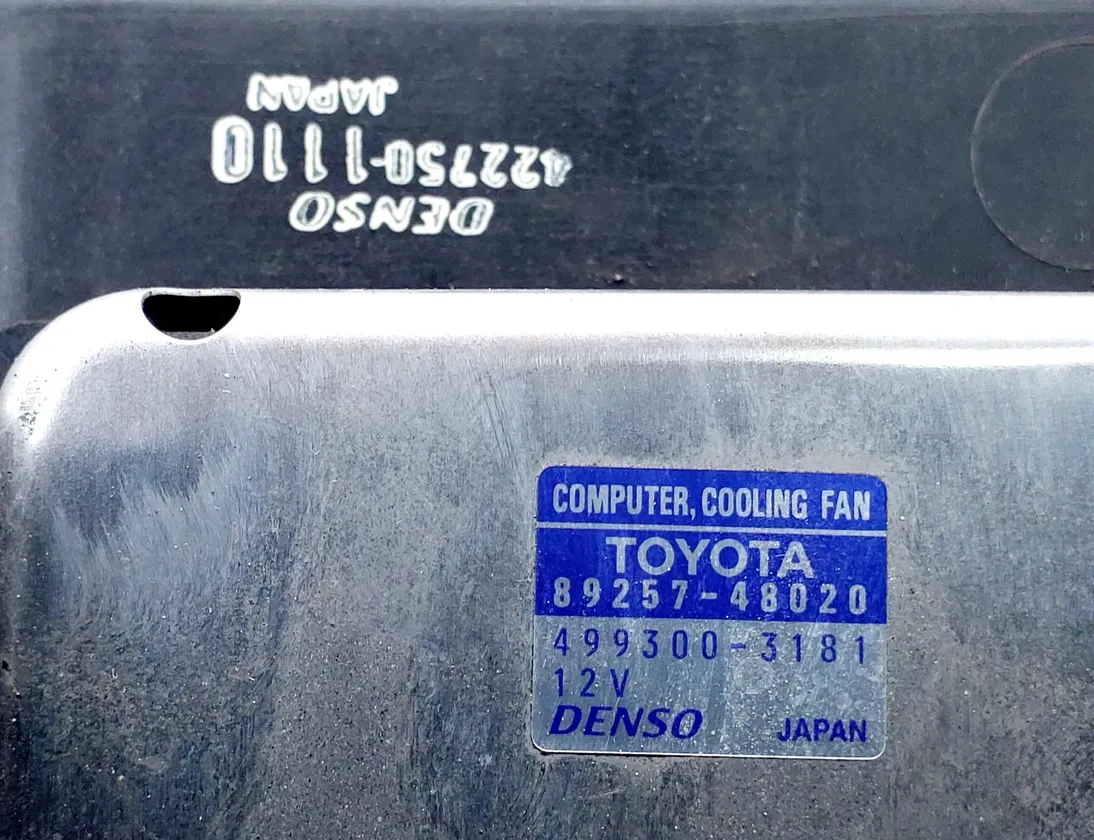 DENSO
422750-1110
JAPAN
COMPUTER, COOLING FAN
TOYOTA
89257-48020
499300-3181
12V
DENSO JAPAN